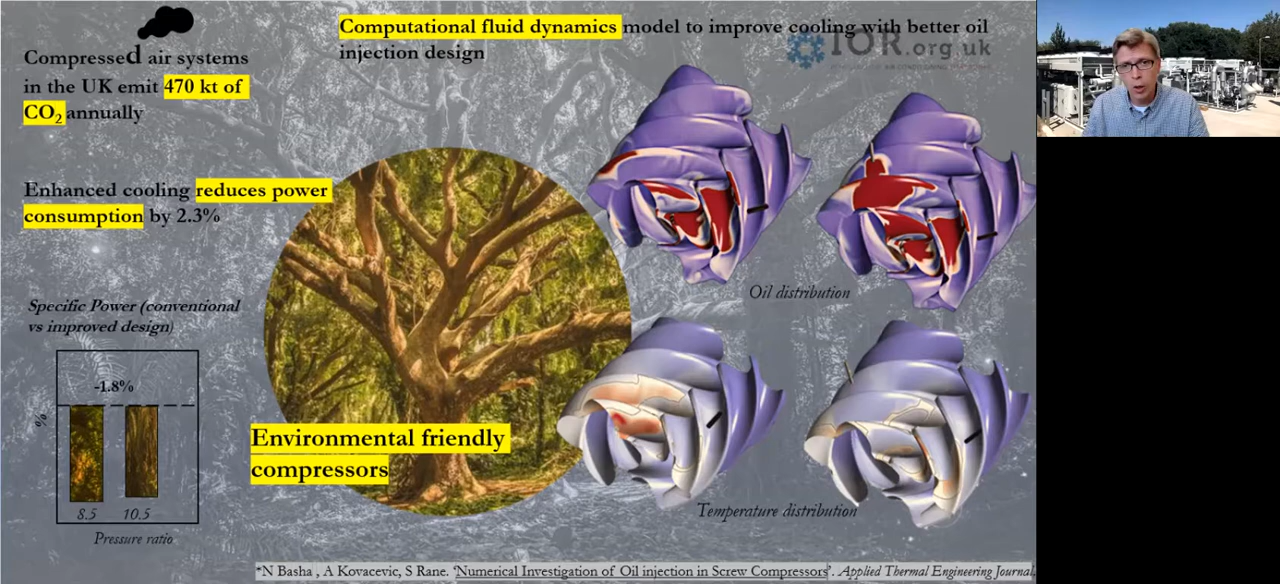 Compressed air systems
in the UK emit 470 kt of
CO₂ annually
Computational fluid dynamics model to improve cooling with better oil
injection design
IOR.org.uk
Enhanced cooling reduces power
consumption by 2.3%
Specific Power (conventional
vs improved design)
-1.8%
%
8.5 10.5
Pressure ratio
Environmental friendly
compressors
Oil distribution
Temperature distribution
*N Basha , A Kovacevic, S Rane. ‘Numerical Investigation of Oil injection in Screw Compressors’. Applied Thermal Engineering Journal.